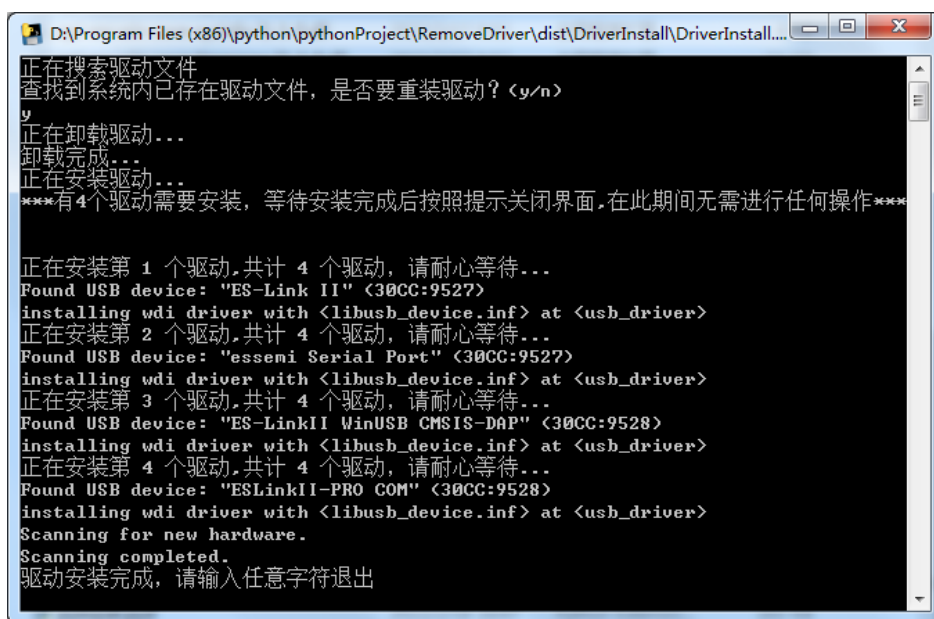 D:\Program Files (x86)\python\pythonProject\RemoveDriver\dist\DriverInstall\DriverInstall....
正在搜索驱动文件
查找到系统内已存在驱动文件，是否要重装驱动？(y/n)
y
正在卸载驱动...
卸载完成...
正在安装驱动...
***有4个驱动需要安装，等待安装完成后按照提示关闭界面.在此期间无需进行任何操作***
正在安装第 1 个驱动.共计 4 个驱动，请耐心等待...
Found USB device: "ES-Link II" (30CC:9527)
installing wdi driver with <libusb_device.inf> at <usb_driver>
正在安装第 2 个驱动.共计 4 个驱动，请耐心等待...
Found USB device: "essemi Serial Port" (30CC:9527)
installing wdi driver with <libusb_device.inf> at <usb_driver>
正在安装第 3 个驱动.共计 4 个驱动，请耐心等待...
Found USB device: "ES-LinkII WinUSB CMSIS-DAP" (30CC:9528)
installing wdi driver with <libusb_device.inf> at <usb_driver>
正在安装第 4 个驱动.共计 4 个驱动，请耐心等待...
Found USB device: "ESLinkII-PRO COM" (30CC:9528)
installing wdi driver with <libusb_device.inf> at <usb_driver>
Scanning for new hardware.
Scanning completed.
驱动安装完成，请输入任意字符退出